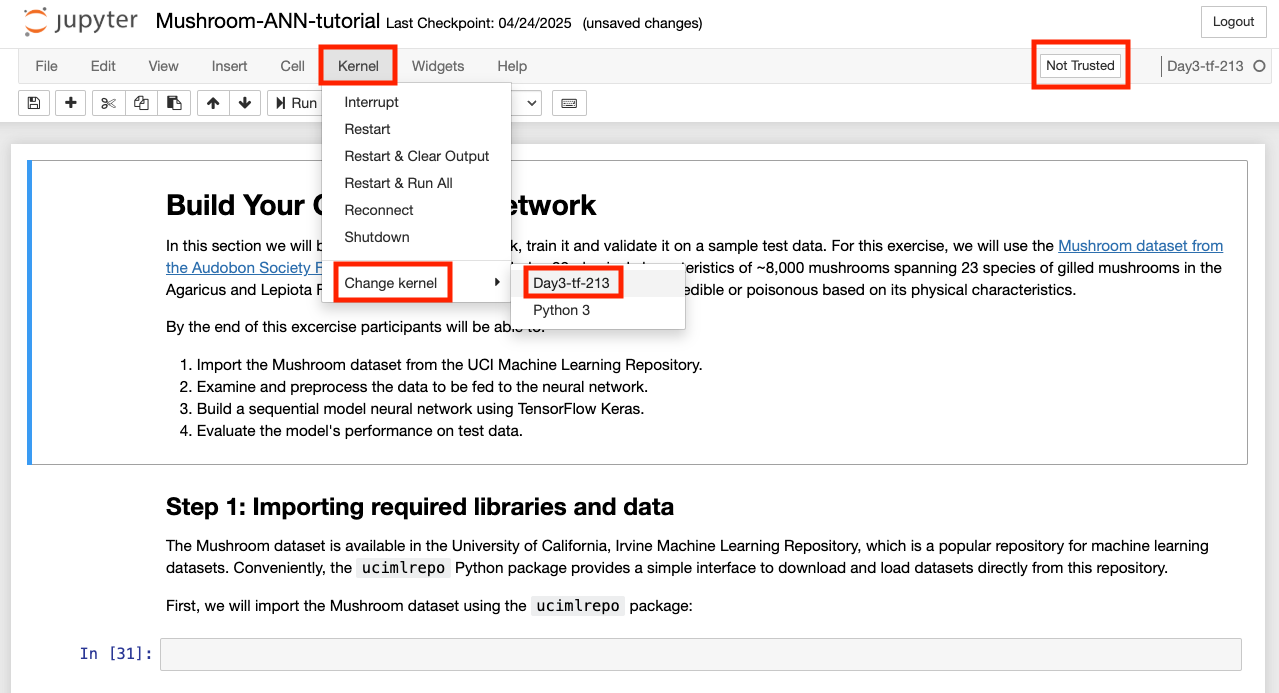 jupyter Mushroom-ANN-tutorial Last Checkpoint: 04/24/2025 (unsaved changes) Logout
File Edit View Insert Cell Kernel Widgets Help Not Trusted Day3-tf-213
Run
Interrupt
Restart
Restart & Clear Output
Restart & Run All
Reconnect
Shutdown
Change kernel
Day3-tf-213
Python 3
Build Your
In this section we will , train it and validate it on a sample test data. For this exercise, we will use the Mushroom dataset from
the Audobon Society of ~8,000 mushrooms spanning 23 species of gilled mushrooms in the
Agaricus and Lepiota edible or poisonous based on its physical characteristics.
By the end of this excercise participants will be able to:
1. Import the Mushroom dataset from the UCI Machine Learning Repository.
2. Examine and preprocess the data to be fed to the neural network.
3. Build a sequential model neural network using TensorFlow Keras.
4. Evaluate the model's performance on test data.
Step 1: Importing required libraries and data
The Mushroom dataset is available in the University of California, Irvine Machine Learning Repository, which is a popular repository for machine learning
datasets. Conveniently, the ucimlrepo Python package provides a simple interface to download and load datasets directly from this repository.
First, we will import the Mushroom dataset using the ucimlrepo package:
In [31]: